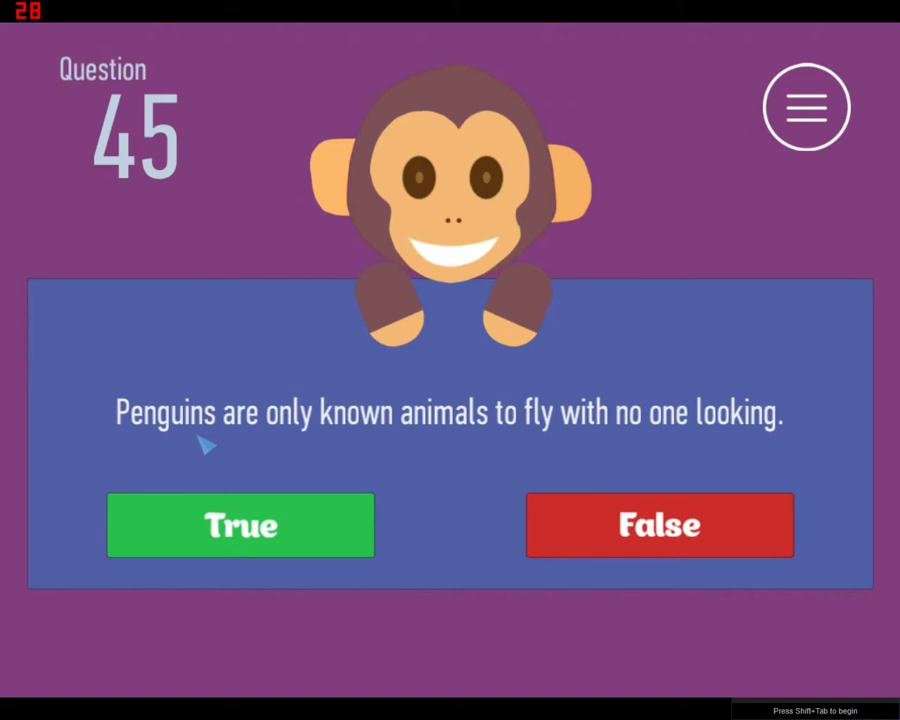 28
Question
45
Penguins are only known animals to fly with no one looking.
True
False
Press Shift+Tab to begin